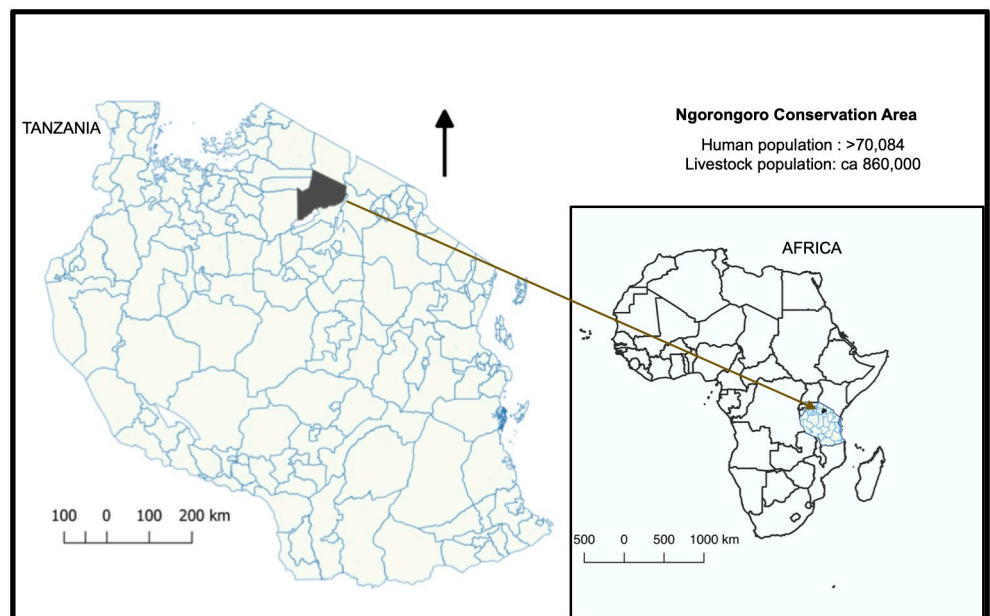 TANZANIA
Ngorongoro Conservation Area
Human population : >70,084
Livestock population: ca 860,000
AFRICA
100 0 100 200 km
500 0 500 1000 km